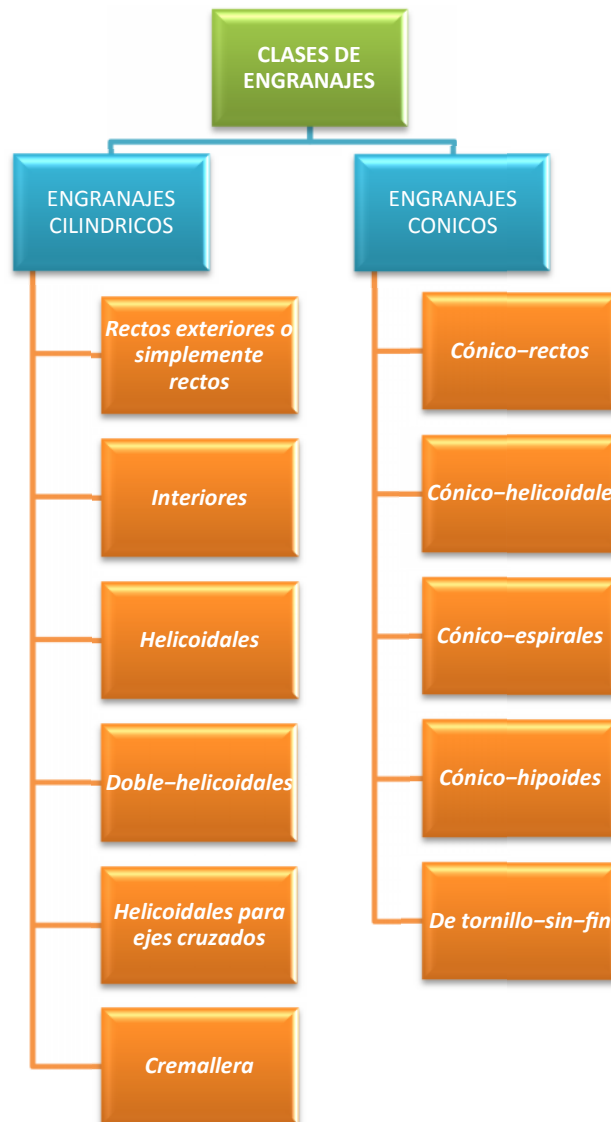 CLASES DE
ENGRANAJES
ENGRANAJES
CILINDRICOS
Rectos exteriores o
simplemente
rectos
Interiores
Helicoidales
Doble−helicoidales
Helicoidales para
ejes cruzados
Cremallera
ENGRANAJES
CONICOS
Cónico−rectos
Cónico−helicoidale
Cónico−espirales
Cónico−hipoides
De tornillo−sin−fin